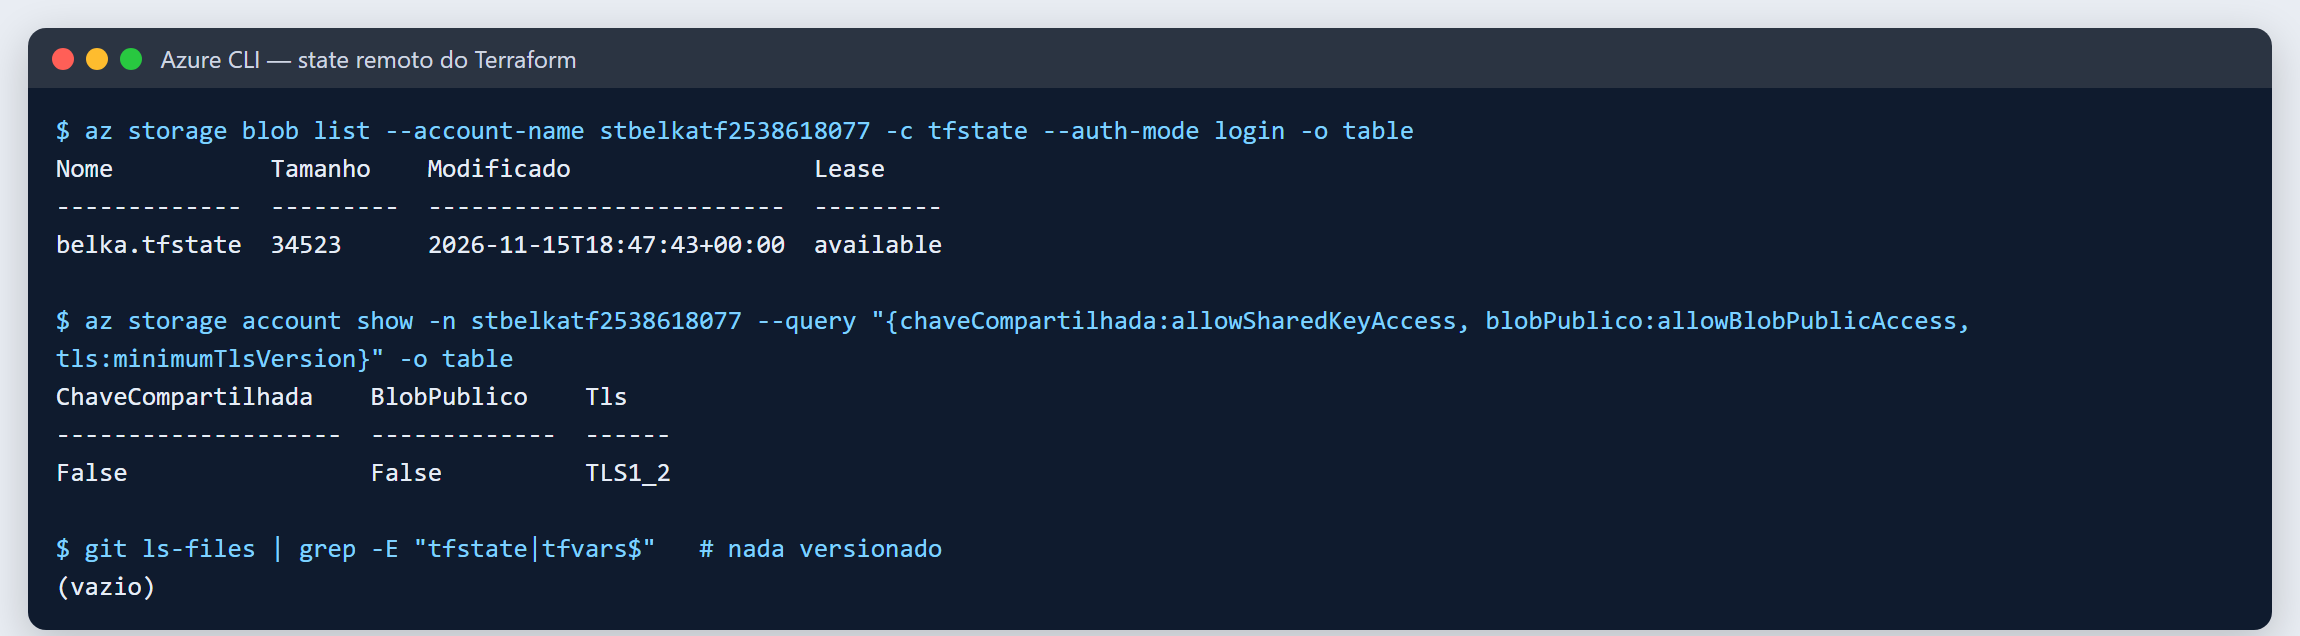 Azure CLI — state remoto do Terraform
$ az storage blob list --account-name stbelkatf2538618077 -c tfstate --auth-mode login -o table
Nome           Tamanho    Modificado                 Lease
-------------  ---------  -------------------------  ---------
belka.tfstate  34523      2026-11-15T18:47:43+00:00  available
$ az storage account show -n stbelkatf2538618077 --query "{chaveCompartilhada:allowSharedKeyAccess, blobPublico:allowBlobPublicAccess,
tls:minimumTlsVersion}" -o table
ChaveCompartilhada    BlobPublico    Tls
--------------------  -------------  ------
False                 False          TLS1_2
$ git ls-files | grep -E "tfstate|tfvars$"   # nada versionado
(vazio)